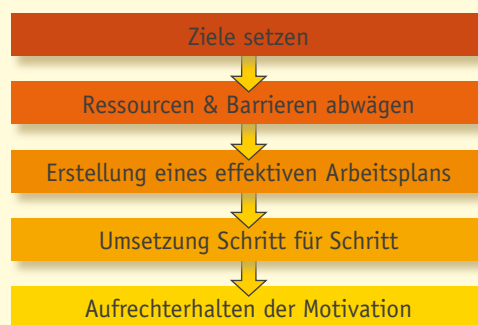 Ziele setzen
Ressourcen & Barrieren abwägen
Erstellung eines effektiven Arbeitsplans
Umsetzung Schritt für Schritt
Aufrechterhalten der Motivation